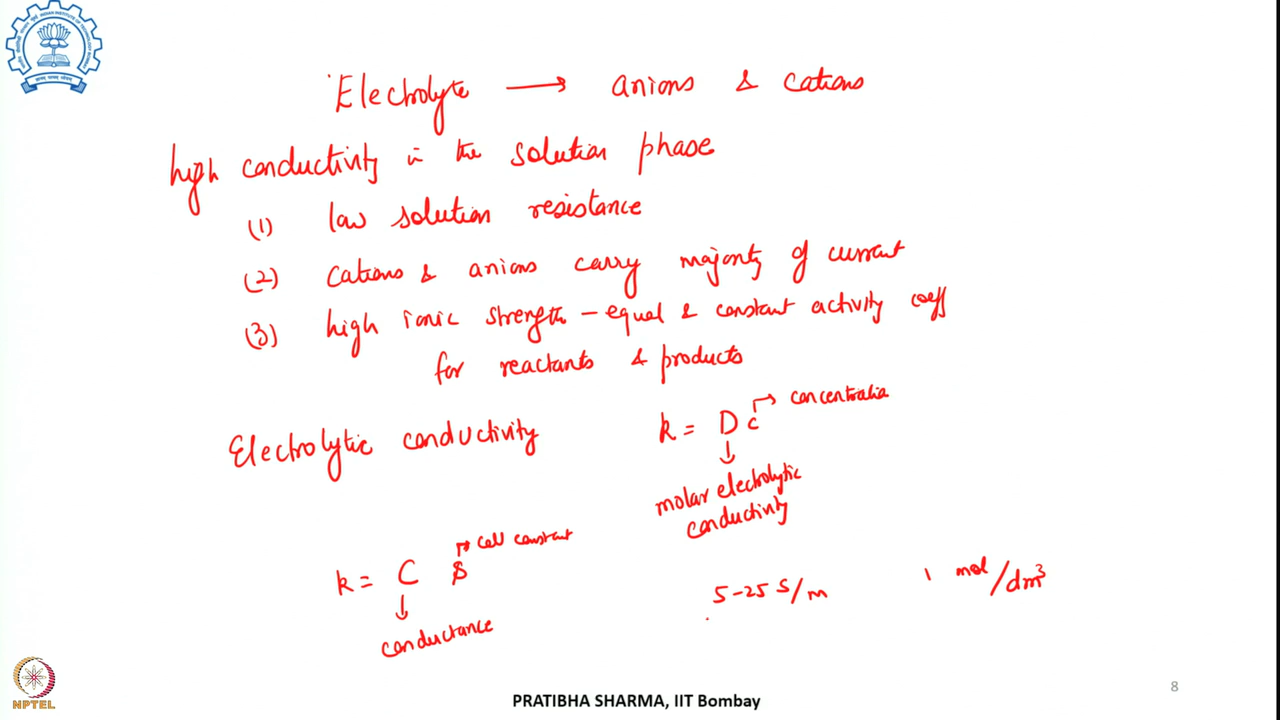 Electrolyte → anions & cations
high conductivity in the solution phase
(1) low solution resistance
(2) cations & anions carry majority of current
(3) high ionic strength – equal & constant activity coeff
for reactants & products
Electrolytic conductivity
k = D c → concentration
↓
molar electrolytic
conductivity
k = C → cell constant
↓
conductance
5-25 S/m
1 mol/dm³
NPTEL
PRATIBHA SHARMA, IIT Bombay
8